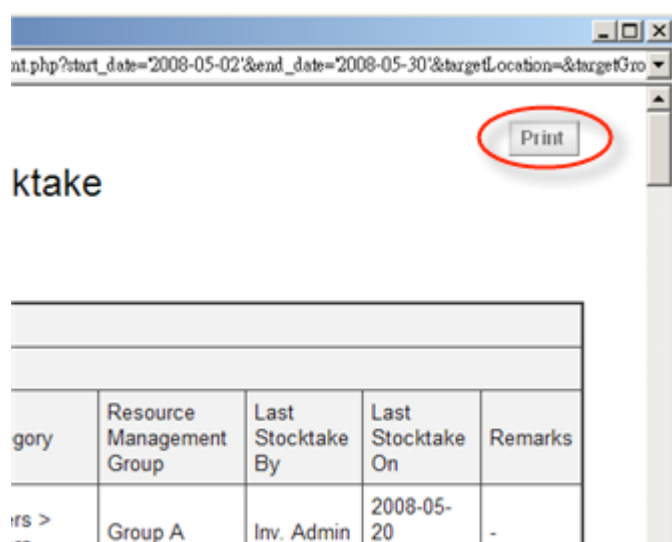 nt.php?start_date='2008-05-02'&end_date='2008-05-30'&targetLocation=&targetGro
Print
ktake
gory
Resource
Management
Group
Last
Stocktake
By
Last
Stocktake
On
Remarks
ers >
Group A
Inv. Admin
2008-05-
20
-